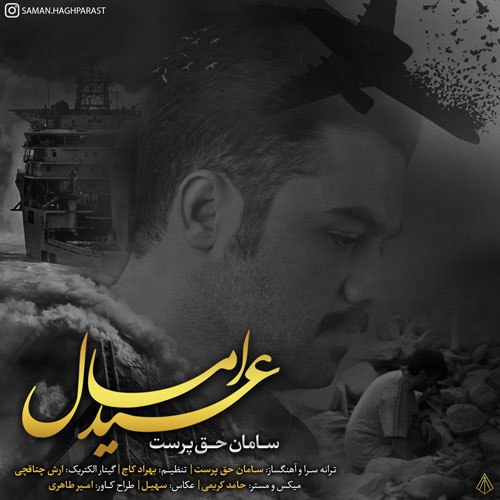 SAMAN.HAGHPARAST
عید امسال
سامان حق پرست
ترانه سرا و آهنگساز: سامان حق پرست | تنظیم: بهراد کاج | گیتار الکتریک: آرش چناقچی
میکس و مستر: حامد کریمی | عکاس: سهیل | طراح کاور: امیر طاهری